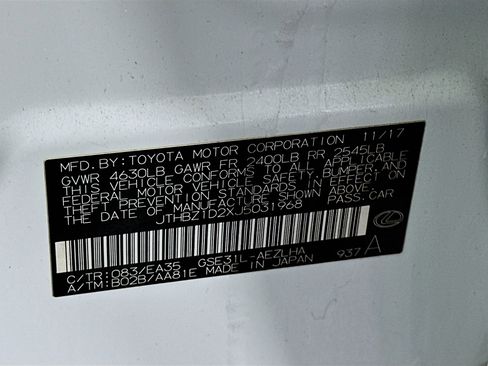 MFD. BY: TOYOTA MOTOR CORPORATION 11/17
GVWR 4630LB GAWR FR 2400LB RR 2545LB
THIS VEHICLE CONFORMS TO ALL APPLICABLE
FEDERAL MOTOR VEHICLE SAFETY, BUMPER, AND
THEFT PREVENTION STANDARDS IN EFFECT ON
THE DATE OF MANUFACTURE SHOWN ABOVE.
JTHBZ1D2XJ5031968 PASS.CAR
C/TR: 083/EA35 GSE31L-AEZLHA
A/TM: B02B/AA81E MADE IN JAPAN 937 A